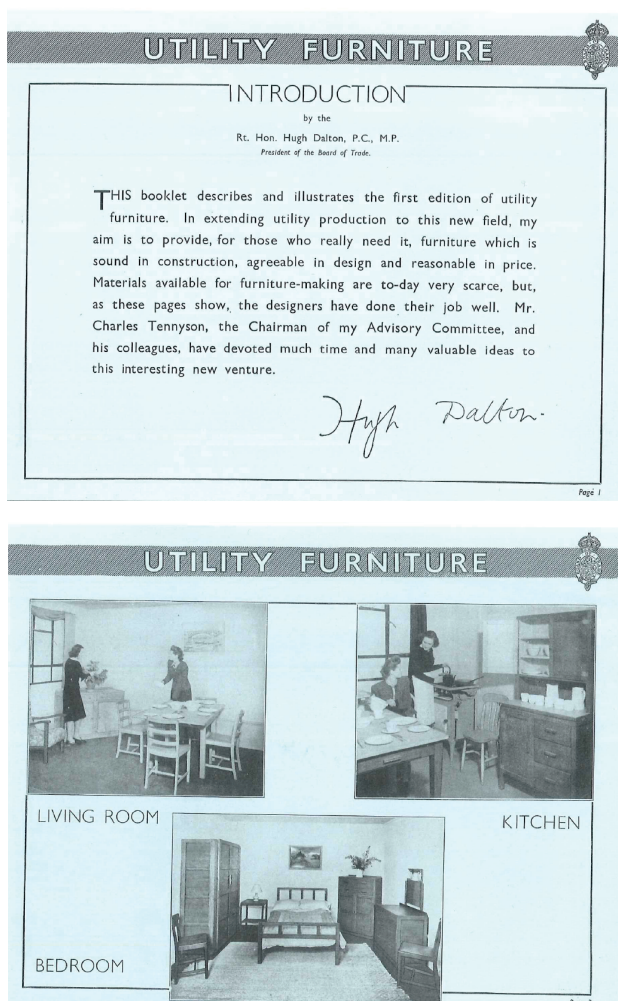 UTILITY FURNITURE
INTRODUCTION
by the
Rt. Hon. Hugh Dalton, P.C., M.P.
President of the Board of Trade.
THIS booklet describes and illustrates the first edition of utility
furniture. In extending utility production to this new field, my
aim is to provide, for those who really need it, furniture which is
sound in construction, agreeable in design and reasonable in price.
Materials available for furniture-making are to-day very scarce, but,
as these pages show, the designers have done their job well. Mr.
Charles Tennyson, the Chairman of my Advisory Committee, and
his colleagues, have devoted much time and many valuable ideas to
this interesting new venture.
Hugh Dalton.
Page 1
UTILITY FURNITURE
LIVING ROOM
KITCHEN
BEDROOM